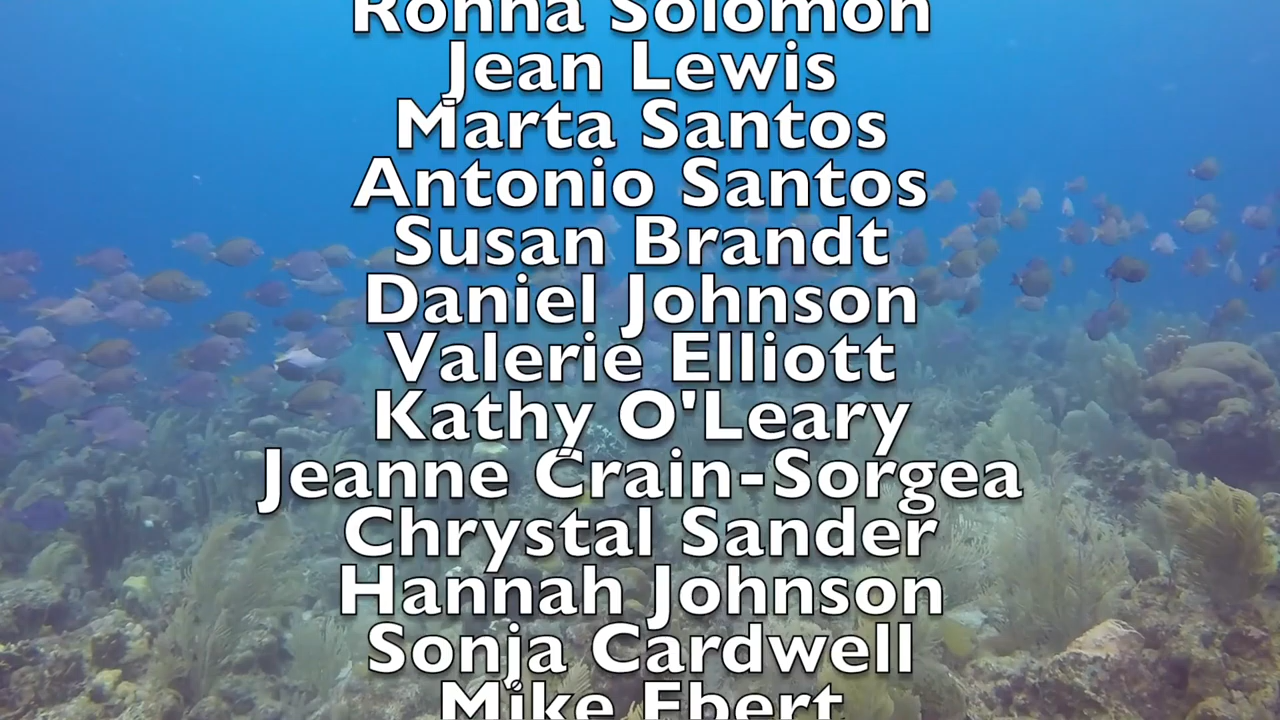 Ronna Solomon
Jean Lewis
Marta Santos
Antonio Santos
Susan Brandt
Daniel Johnson
Valerie Elliott
Kathy O'Leary
Jeanne Crain-Sorgea
Chrystal Sander
Hannah Johnson
Sonja Cardwell
Mike Ebert